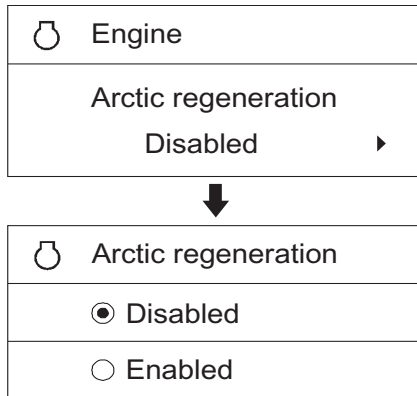 Engine
Arctic regeneration
Disabled
Arctic regeneration
Disabled
Enabled